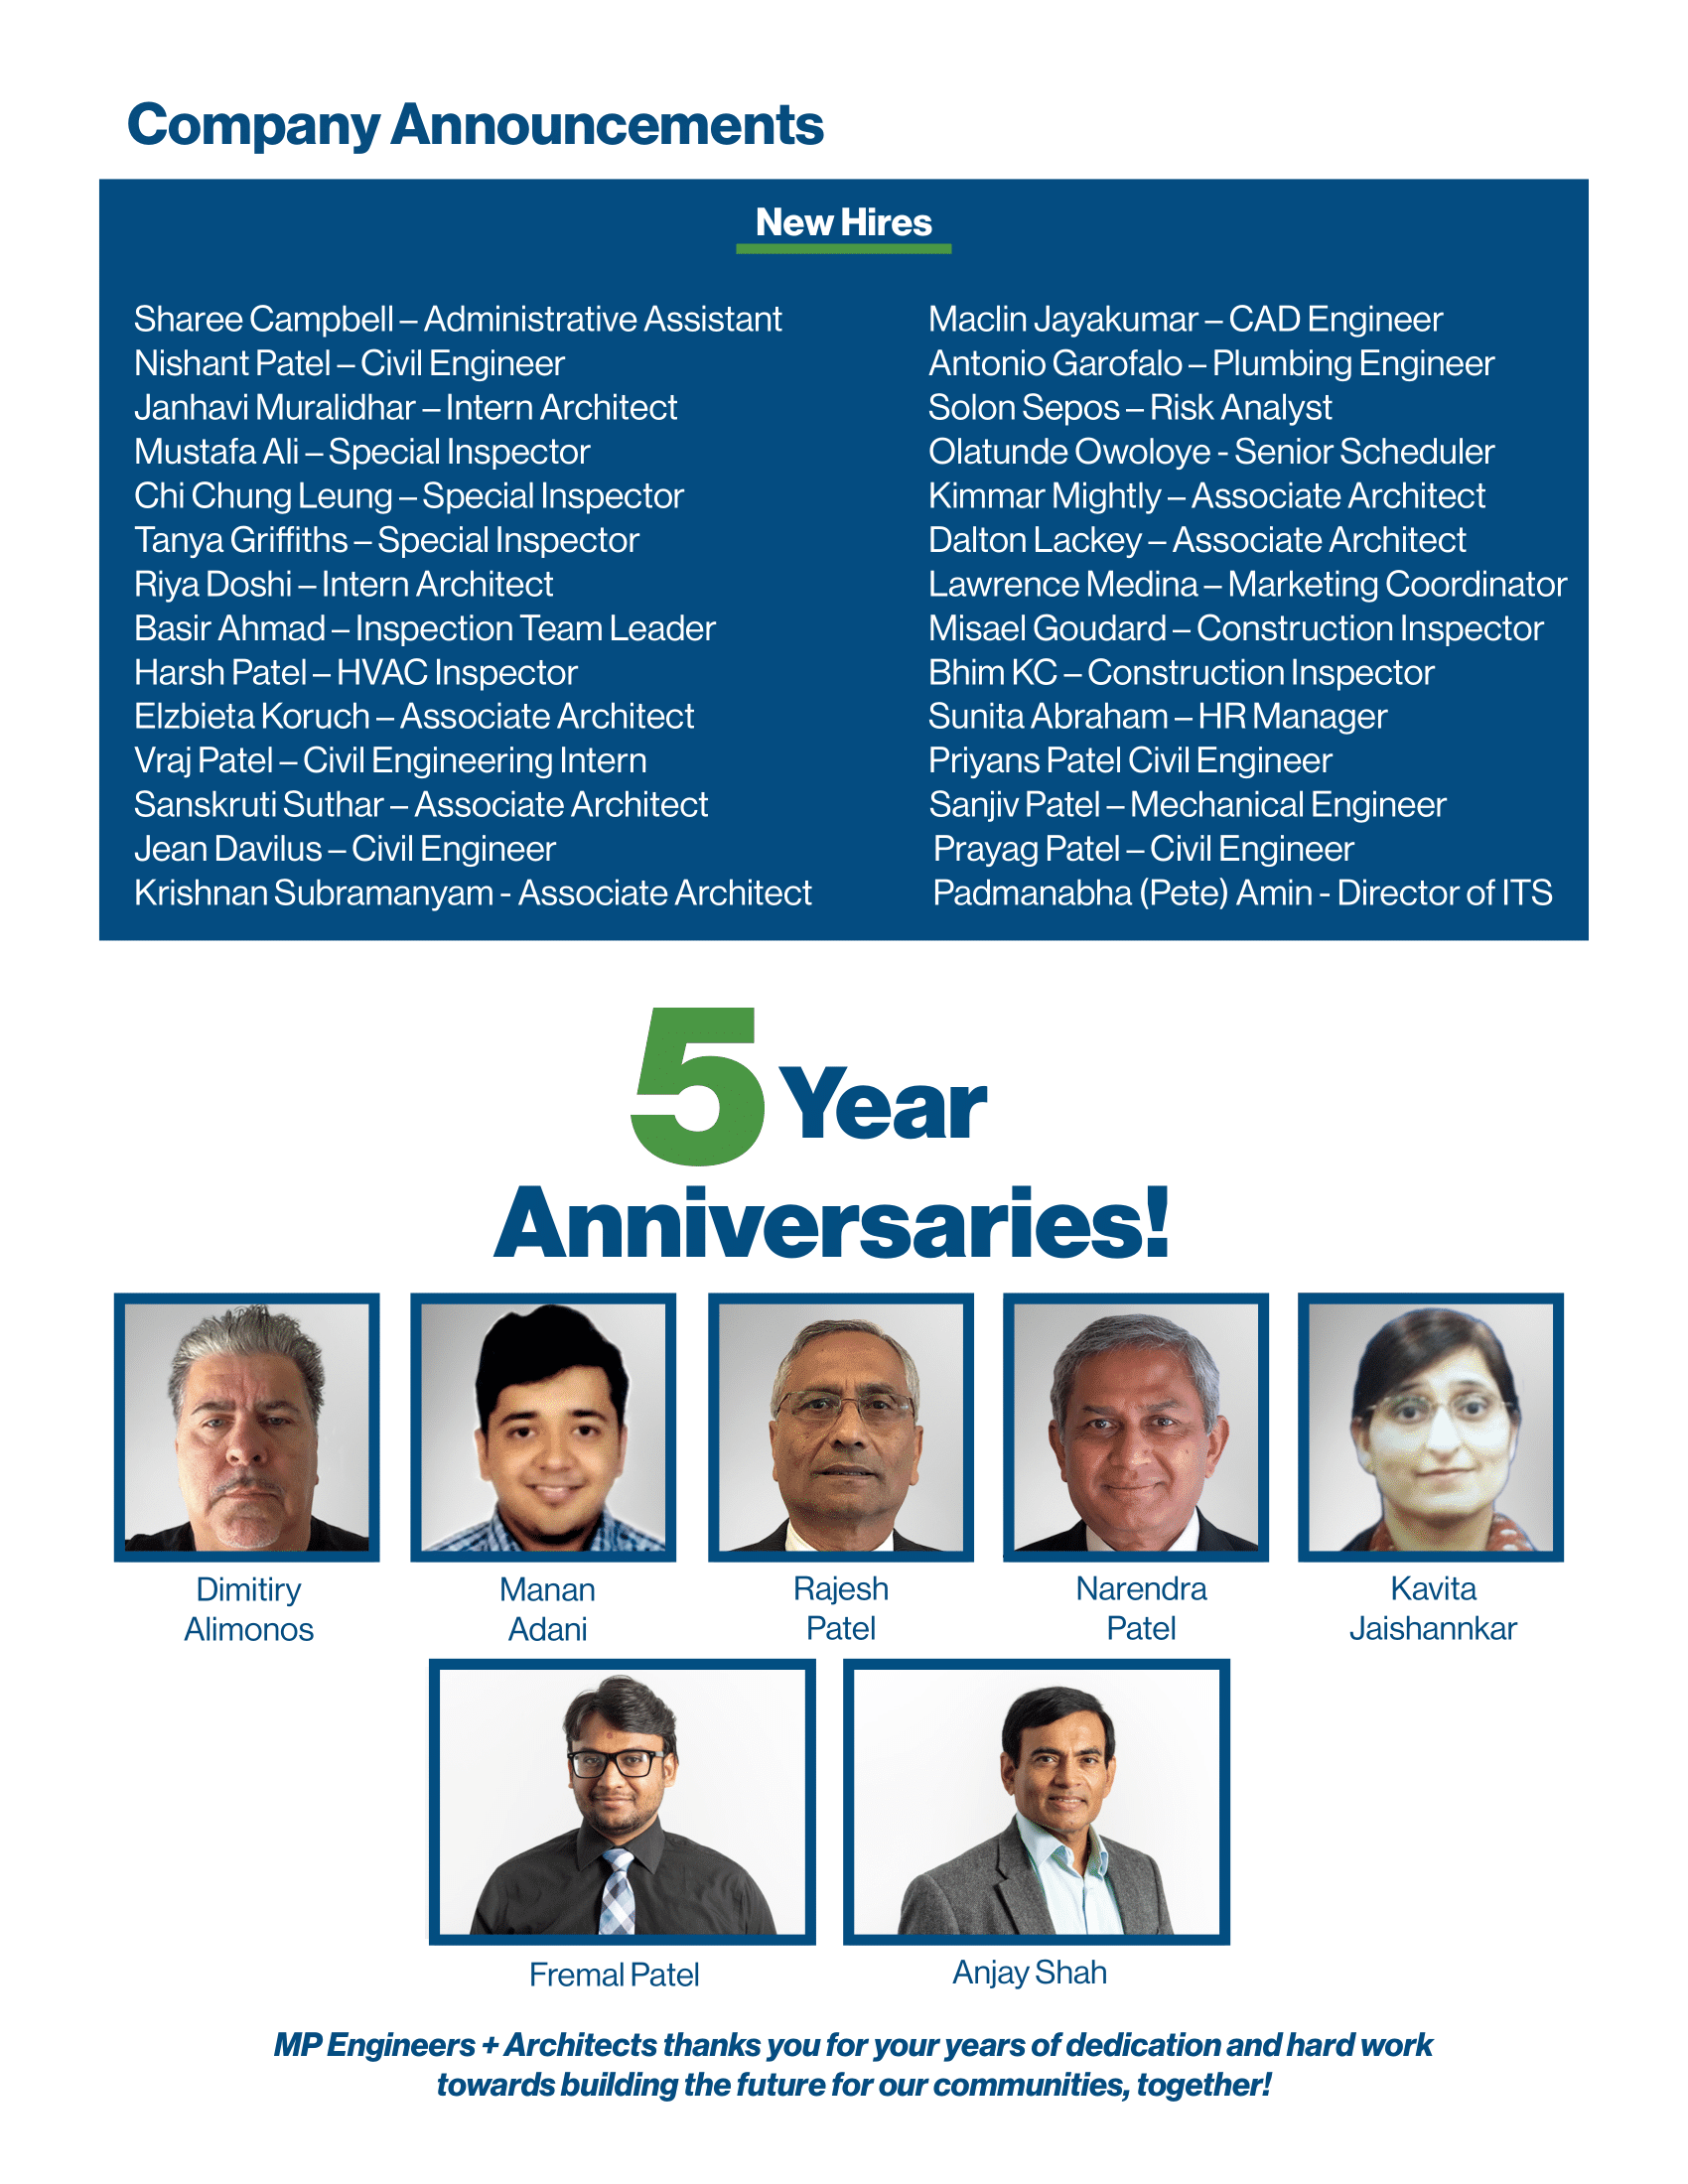 Company Announcements
New Hires
Sharee Campbell – Administrative Assistant
Nishant Patel – Civil Engineer
Janhavi Muralidhar – Intern Architect
Mustafa Ali – Special Inspector
Chi Chung Leung – Special Inspector
Tanya Griffiths – Special Inspector
Riya Doshi – Intern Architect
Basir Ahmad – Inspection Team Leader
Harsh Patel – HVAC Inspector
Elzbieta Koruch – Associate Architect
Vraj Patel – Civil Engineering Intern
Sanskruti Suthar – Associate Architect
Jean Davilus – Civil Engineer
Krishnan Subramanyam - Associate Architect
Maclin Jayakumar – CAD Engineer
Antonio Garofalo – Plumbing Engineer
Solon Sepos – Risk Analyst
Olatunde Owoloye - Senior Scheduler
Kimmar Mightly – Associate Architect
Dalton Lackey – Associate Architect
Lawrence Medina – Marketing Coordinator
Misael Goudard – Construction Inspector
Bhim KC – Construction Inspector
Sunita Abraham – HR Manager
Priyans Patel Civil Engineer
Sanjiv Patel – Mechanical Engineer
Prayag Patel – Civil Engineer
Padmanabha (Pete) Amin - Director of ITS
5 Year
Anniversaries!
Dimitiry
Alimonos
Manan
Adani
Rajesh
Patel
Narendra
Patel
Kavita
Jaishannkar
Fremal Patel
Anjay Shah
MP Engineers + Architects thanks you for your years of dedication and hard work
towards building the future for our communities, together!